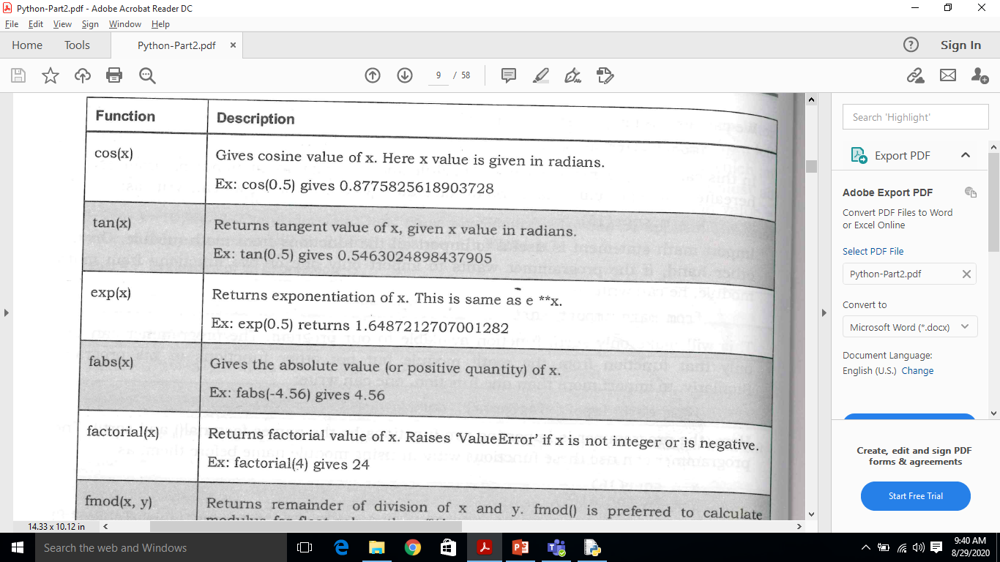 Python-Part2.pdf - Adobe Acrobat Reader DC
File Edit View Sign Window Help
Home Tools Python-Part2.pdf × ? Sign In
9 / 58
Function Description
cos(x) Gives cosine value of x. Here x value is given in radians.
Ex: cos(0.5) gives 0.8775825618903728
tan(x) Returns tangent value of x, given x value in radians.
Ex: tan(0.5) gives 0.5463024898437905
exp(x) Returns exponentiation of x. This is same as e **x.
Ex: exp(0.5) returns 1.6487212707001282
fabs(x) Gives the absolute value (or positive quantity) of x.
Ex: fabs(-4.56) gives 4.56
factorial(x) Returns factorial value of x. Raises 'ValueError' if x is not integer or is negative.
Ex: factorial(4) gives 24
fmod(x, y) Returns remainder of division of x and y. fmod() is preferred to calculate
14.33 x 10.12 in
Search 'Highlight'
Export PDF
Adobe Export PDF
Convert PDF Files to Word
or Excel Online
Select PDF File
Python-Part2.pdf
Convert to
Microsoft Word (*.docx)
Document Language:
English (U.S.) Change
Create, edit and sign PDF
forms & agreements
Start Free Trial
Search the web and Windows
9:40 AM
8/29/2020